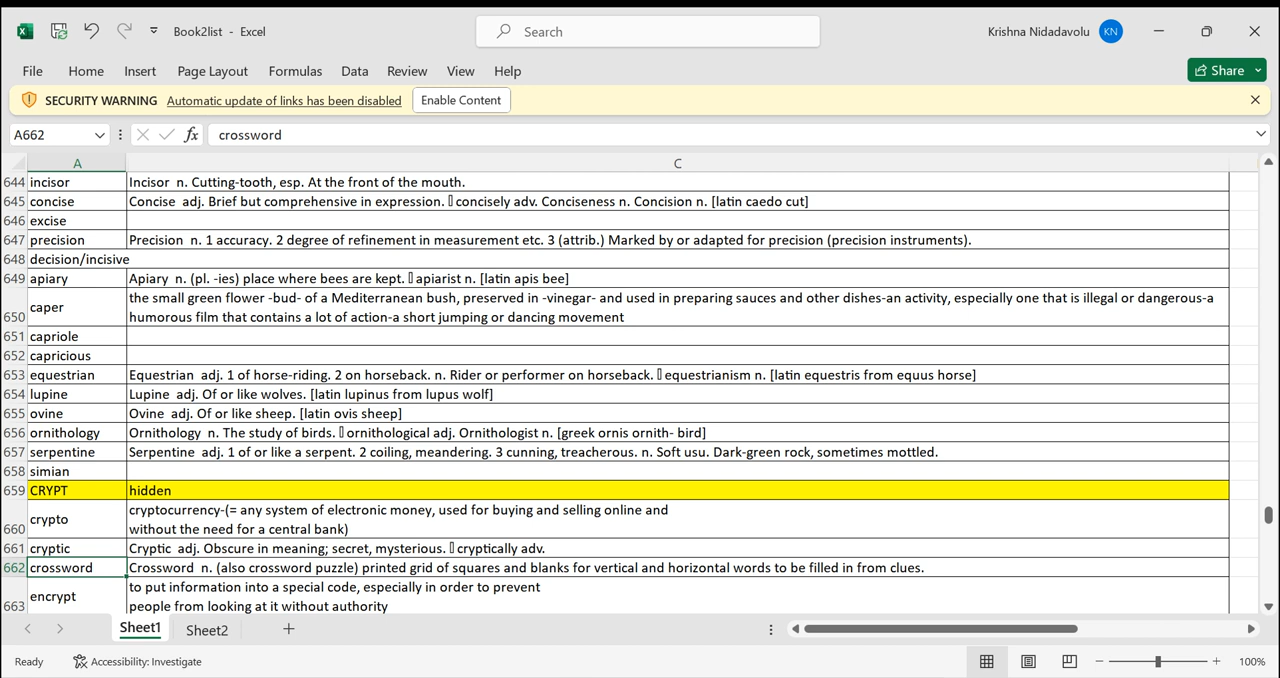 Book2list - Excel
Search
Krishna Nidadavolu KN
File Home Insert Page Layout Formulas Data Review View Help
Share
SECURITY WARNING Automatic update of links has been disabled Enable Content
A662 fx crossword
A C
644 incisor Incisor n. Cutting-tooth, esp. At the front of the mouth.
645 concise Concise adj. Brief but comprehensive in expression. ▯ concisely adv. Conciseness n. Concision n. [latin caedo cut]
646 excise
647 precision Precision n. 1 accuracy. 2 degree of refinement in measurement etc. 3 (attrib.) Marked by or adapted for precision (precision instruments).
648 decision/incisive
649 apiary Apiary n. (pl. -ies) place where bees are kept. ▯ apiarist n. [latin apis bee]
650 caper the small green flower -bud- of a Mediterranean bush, preserved in -vinegar- and used in preparing sauces and other dishes-an activity, especially one that is illegal or dangerous-a
humorous film that contains a lot of action-a short jumping or dancing movement
651 capriole
652 capricious
653 equestrian Equestrian adj. 1 of horse-riding. 2 on horseback. n. Rider or performer on horseback. ▯ equestrianism n. [latin equestris from equus horse]
654 lupine Lupine adj. Of or like wolves. [latin lupinus from lupus wolf]
655 ovine Ovine adj. Of or like sheep. [latin ovis sheep]
656 ornithology Ornithology n. The study of birds. ▯ ornithological adj. Ornithologist n. [greek ornis ornith- bird]
657 serpentine Serpentine adj. 1 of or like a serpent. 2 coiling, meandering. 3 cunning, treacherous. n. Soft usu. Dark-green rock, sometimes mottled.
658 simian
659 CRYPT hidden
660 crypto cryptocurrency-(= any system of electronic money, used for buying and selling online and
without the need for a central bank)
661 cryptic Cryptic adj. Obscure in meaning; secret, mysterious. ▯ cryptically adv.
662 crossword Crossword n. (also crossword puzzle) printed grid of squares and blanks for vertical and horizontal words to be filled in from clues.
663 encrypt to put information into a special code, especially in order to prevent
people from looking at it without authority
Sheet1 Sheet2
Ready Accessibility: Investigate 100%